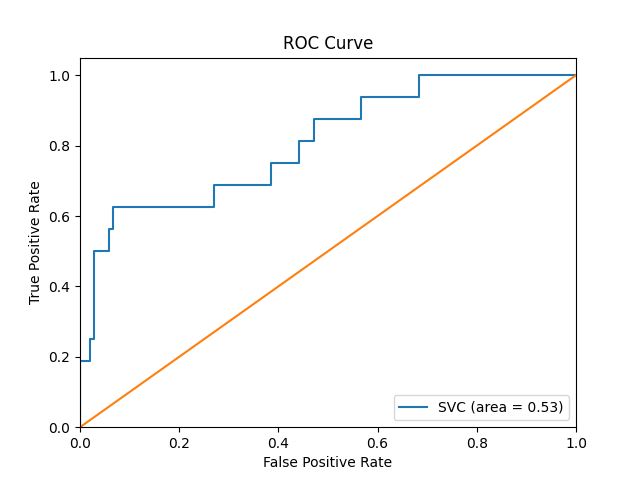 ROC Curve
1.0
0.8
0.6
0.4
0.2
0.0
True Positive Rate
SVC (area = 0.53)
0.0 0.2 0.4 0.6 0.8 1.0
False Positive Rate